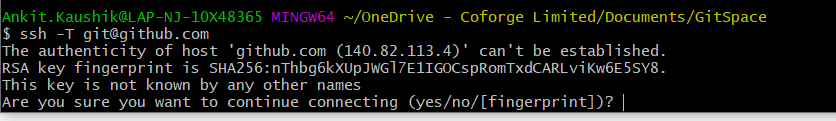 Ankit.Kaushik@LAP-NJ-1OX48365 MINGW64 ~/OneDrive - Coforge Limited/Documents/GitSpace
$ ssh -T git@github.com
The authenticity of host 'github.com (140.82.113.4)' can't be established.
RSA key fingerprint is SHA256:nThbg6kXUpJWGl7E1IGOCspRomTxdCARLviKw6E5SY8.
This key is not known by any other names
Are you sure you want to continue connecting (yes/no/[fingerprint])?